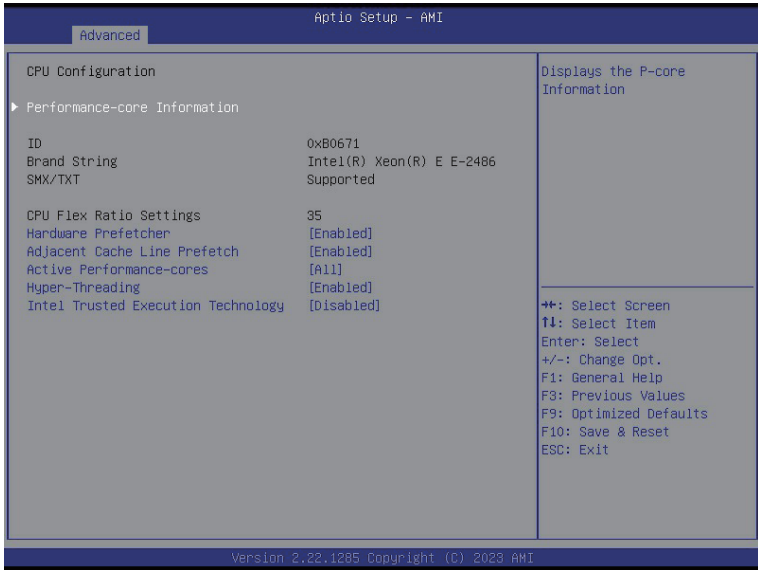 Aptio Setup – AMI
Advanced
CPU Configuration
Performance-core Information
ID 0xB0671
Brand String Intel(R) Xeon(R) E E-2486
SMX/TXT Supported
CPU Flex Ratio Settings 35
Hardware Prefetcher [Enabled]
Adjacent Cache Line Prefetch [Enabled]
Active Performance-cores [All]
Hyper-Threading [Enabled]
Intel Trusted Execution Technology [Disabled]
Displays the P-core
Information
→←: Select Screen
↑↓: Select Item
Enter: Select
+/-: Change Opt.
F1: General Help
F3: Previous Values
F9: Optimized Defaults
F10: Save & Reset
ESC: Exit
Version 2.22.1285 Copyright (C) 2023 AMI